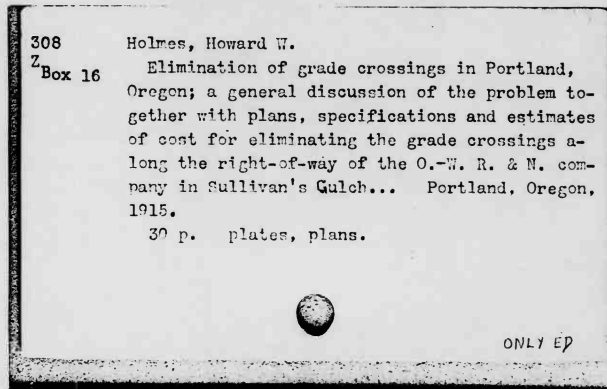 308 Holmes, Howard W.
Z Box 16 Elimination of grade crossings in Portland,
Oregon; a general discussion of the problem to-
gether with plans, specifications and estimates
of cost for eliminating the grade crossings a-
long the right-of-way of the O.-W. R. & N. com-
pany in Sullivan's Gulch... Portland, Oregon,
1915.
30 p. plates, plans.
ONLY ED